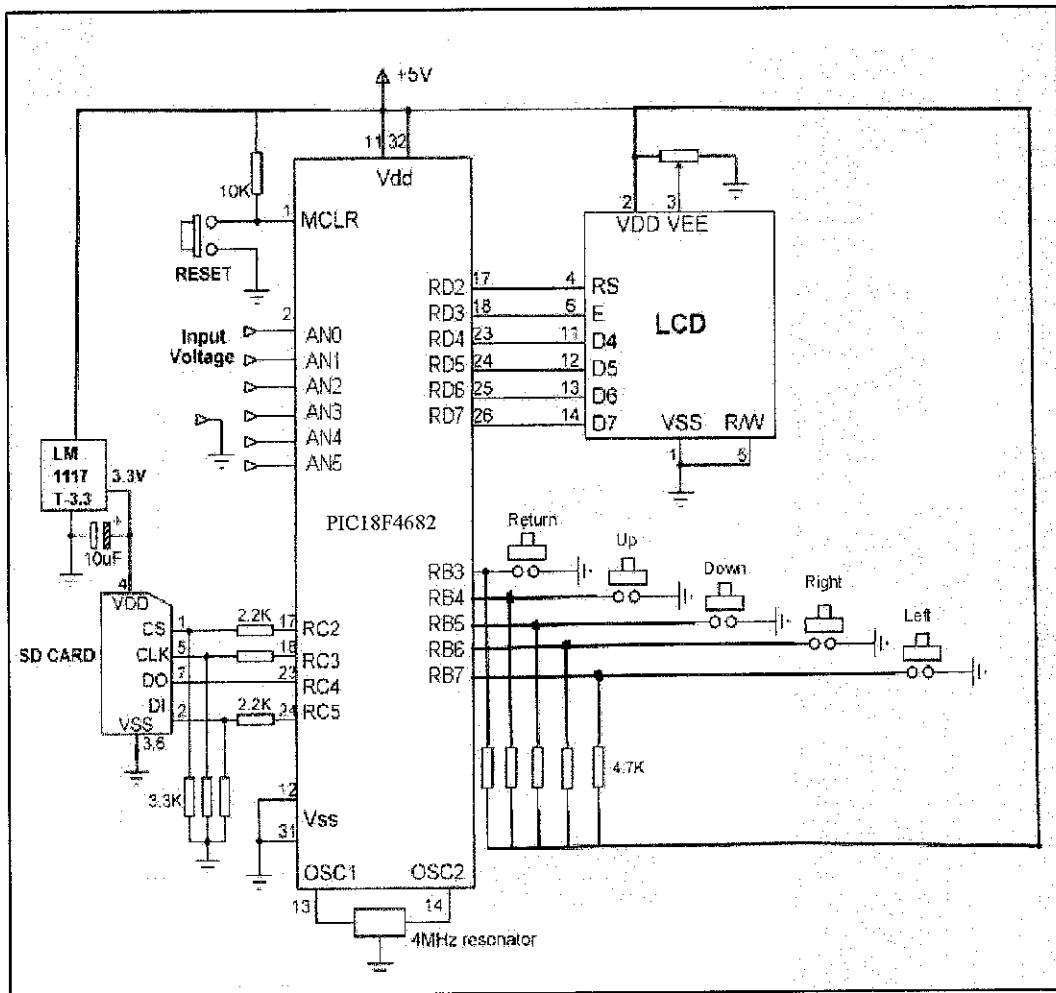 +5V
11 32
Vdd
10K
1
MCLR
RESET
2
Input
Voltage
AN0
AN1
AN2
AN3
AN4
AN5
RD2 17
RD3 18
RD4 23
RD5 24
RD6 25
RD7 26
2 3
VDD VEE
4 RS
6 E
LCD
11 D4
12 D5
13 D6
14 D7
VSS R/W
1 5
LM
1117
T-3.3
3.3V
+
10uF
PIC18F4682
Return
Up
Down
Right
Left
RB3
RB4
RB5
RB6
RB7
4.7K
4
VDD
SD CARD
CS 1
CLK 5
DO 7
DI 2
VSS
3,6
2.2K
2.2K
17 RC2
18 RC3
23 RC4
24 RC5
3.3K
12
Vss
31
OSC1 OSC2
13 14
4MHz resonator